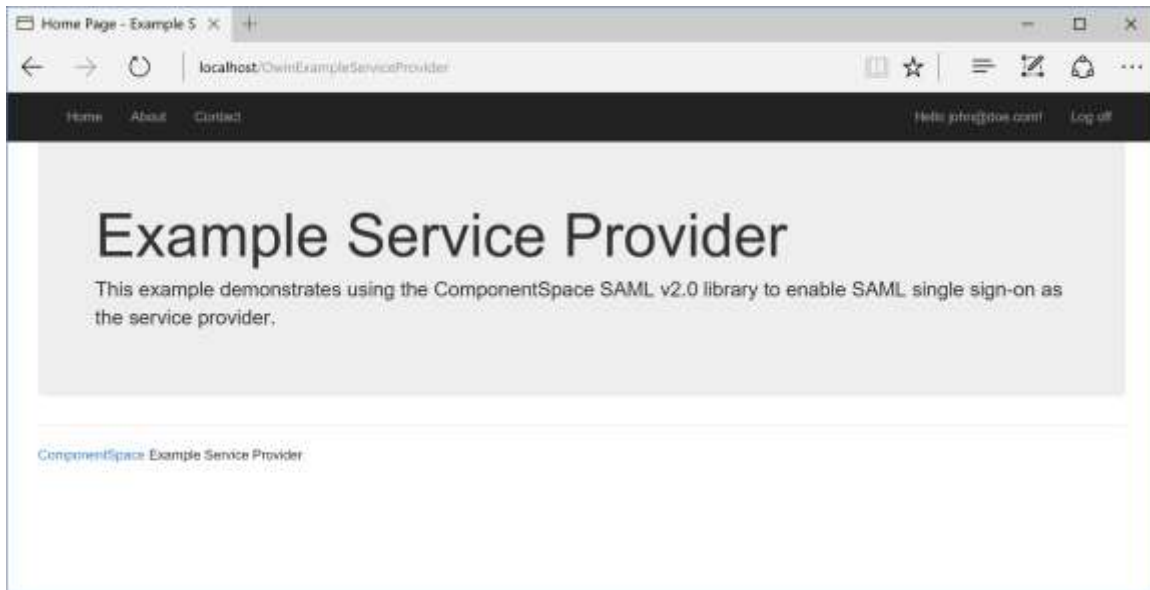 Home Page - Example S
localhost/OwinExampleServiceProvider
Home About Contact Hello john@doe.com! Log off
Example Service Provider
This example demonstrates using the ComponentSpace SAML v2.0 library to enable SAML single sign-on as
the service provider.
ComponentSpace Example Service Provider